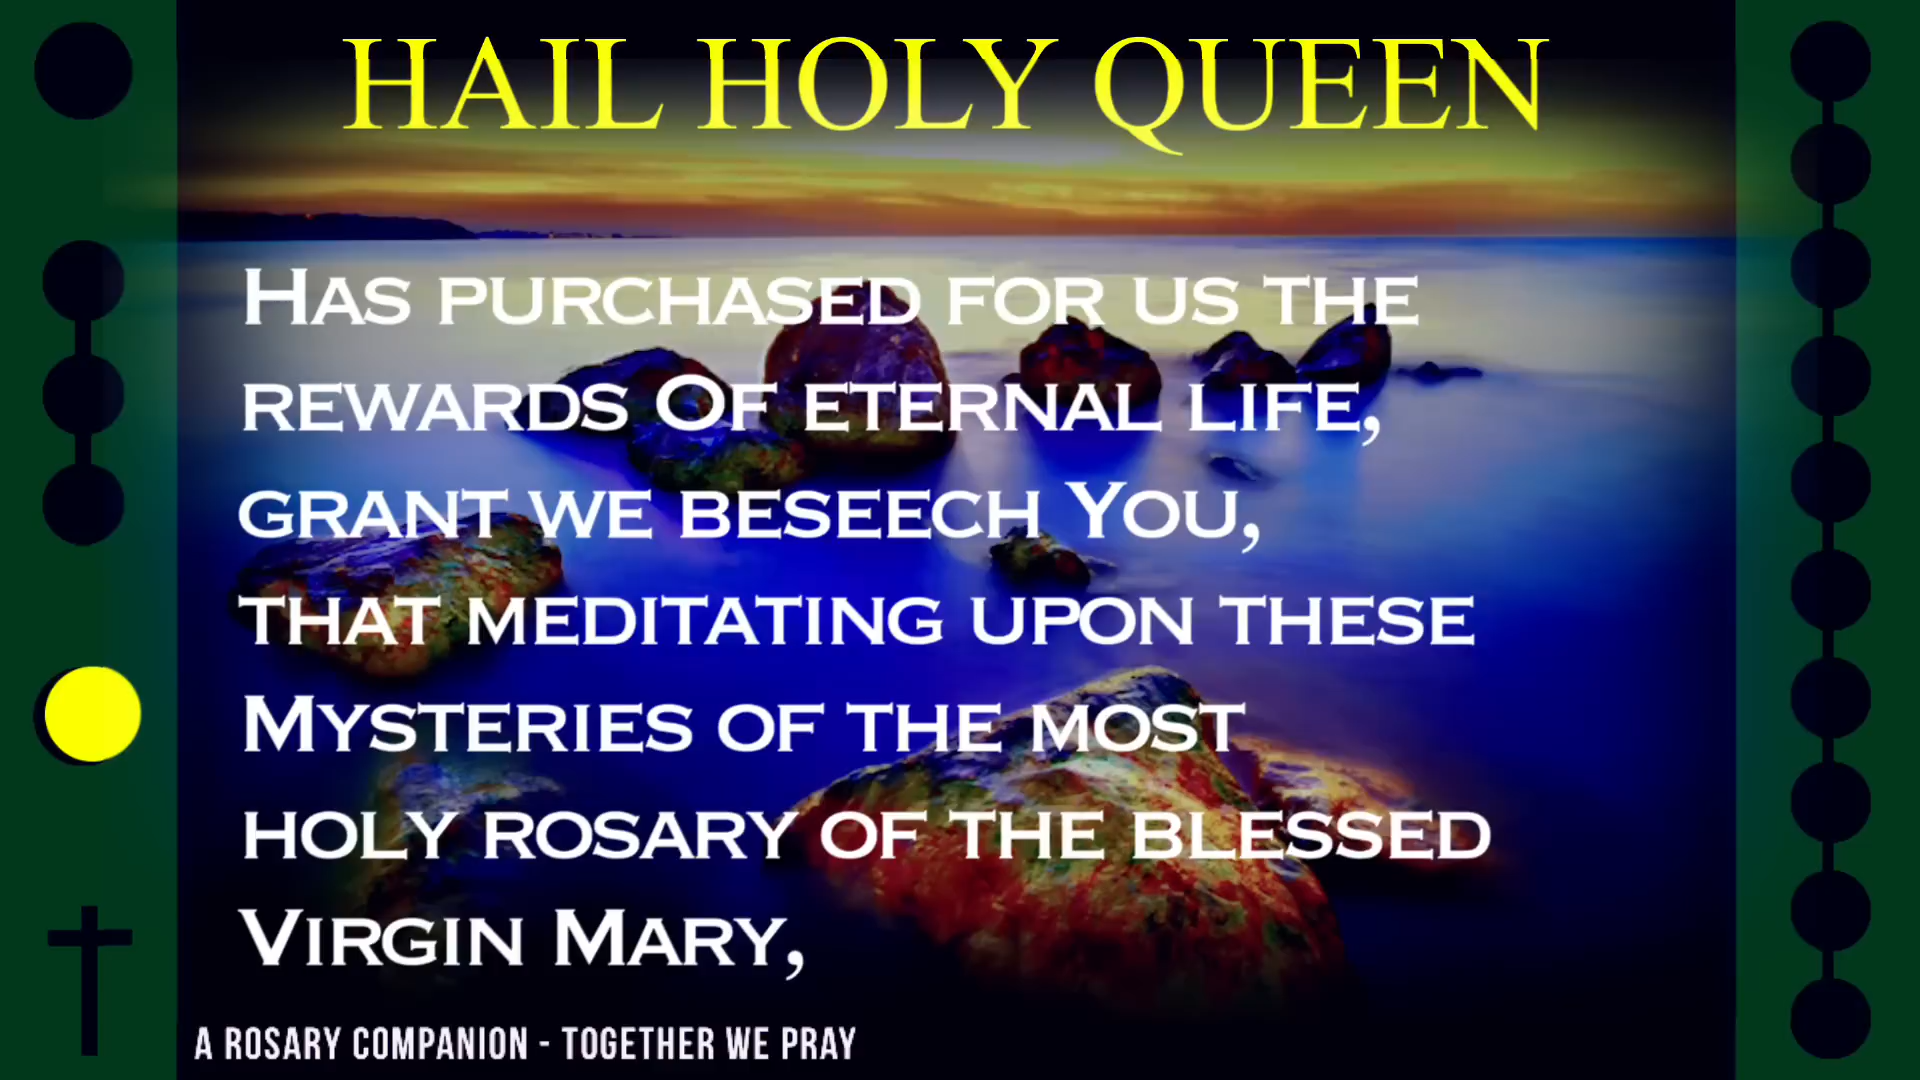 HAIL HOLY QUEEN
HAS PURCHASED FOR US THE
REWARDS OF ETERNAL LIFE,
GRANT WE BESEECH YOU,
THAT MEDITATING UPON THESE
MYSTERIES OF THE MOST
HOLY ROSARY OF THE BLESSED
VIRGIN MARY,
A ROSARY COMPANION - TOGETHER WE PRAY